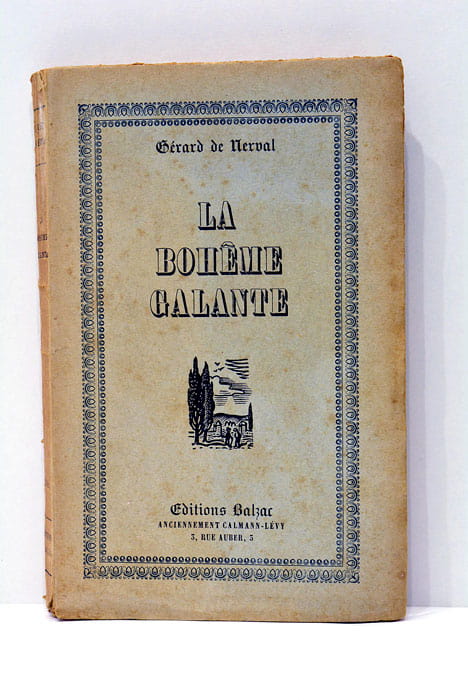 Gérard de Nerval
LA
BOHÊME
GALANTE
Editions Balzac
ANCIENNEMENT CALMANN-LÉVY
3, RUE AUBER, 3